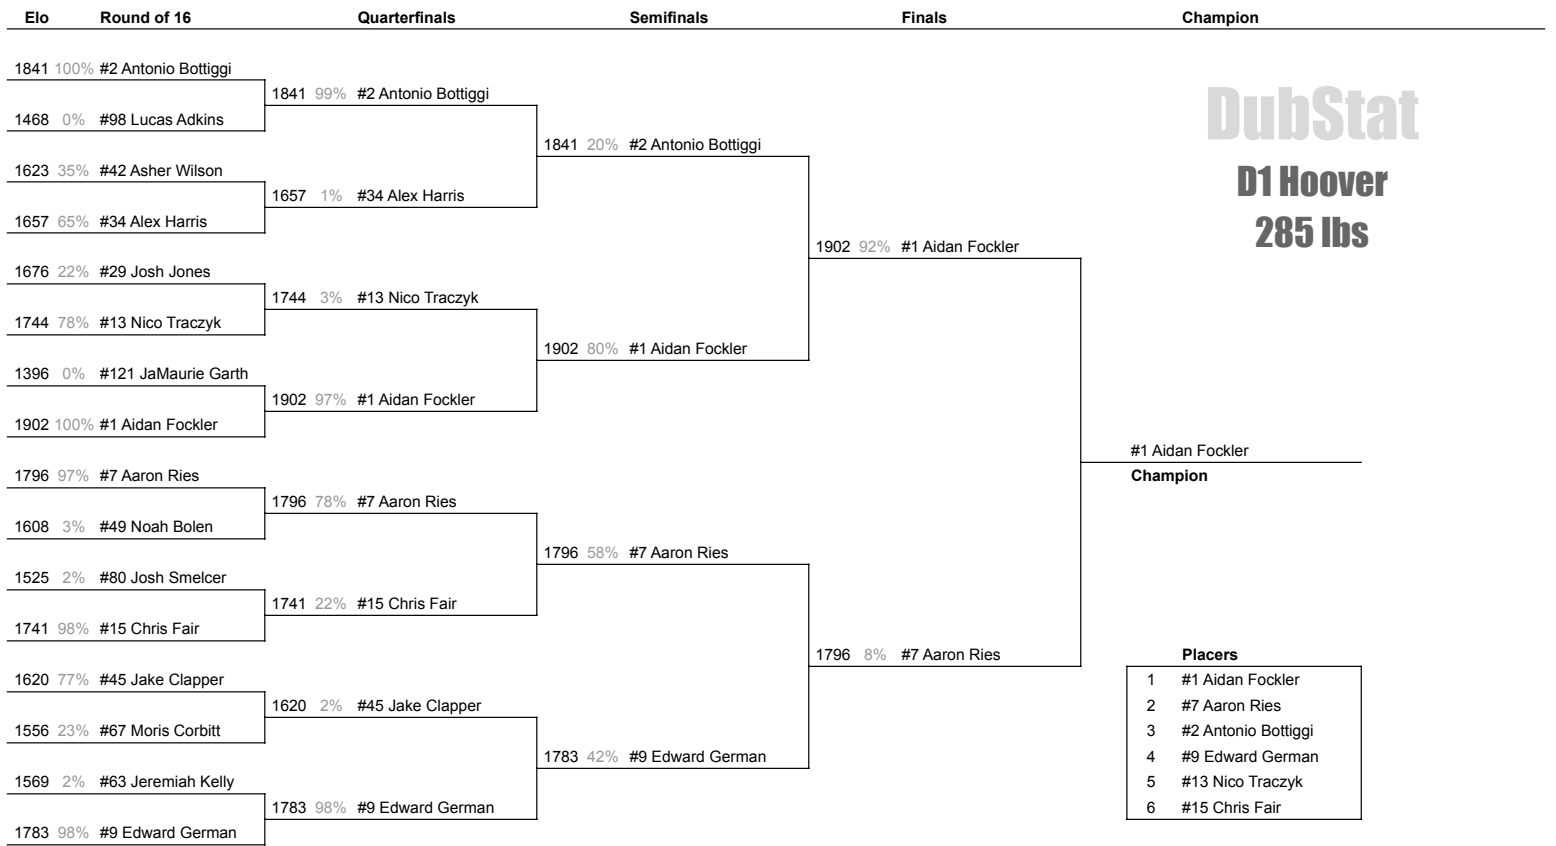 Elo Round of 16 Quarterfinals Semifinals Finals Champion
1841 100% #2 Antonio Bottiggi
1841 99% #2 Antonio Bottiggi
1468 0% #98 Lucas Adkins
1841 20% #2 Antonio Bottiggi
1623 35% #42 Asher Wilson
1657 1% #34 Alex Harris
1657 65% #34 Alex Harris
1902 92% #1 Aidan Fockler
1676 22% #29 Josh Jones
1744 3% #13 Nico Traczyk
1744 78% #13 Nico Traczyk
1902 80% #1 Aidan Fockler
1396 0% #121 JaMaurie Garth
1902 97% #1 Aidan Fockler
1902 100% #1 Aidan Fockler
#1 Aidan Fockler
Champion
1796 97% #7 Aaron Ries
1796 78% #7 Aaron Ries
1608 3% #49 Noah Bolen
1796 58% #7 Aaron Ries
1525 2% #80 Josh Smelcer
1741 22% #15 Chris Fair
1741 98% #15 Chris Fair
1796 8% #7 Aaron Ries
1620 77% #45 Jake Clapper
1620 2% #45 Jake Clapper
1556 23% #67 Moris Corbitt
1783 42% #9 Edward German
1569 2% #63 Jeremiah Kelly
1783 98% #9 Edward German
1783 98% #9 Edward German
DubStat
D1 Hoover
285 lbs
Placers
1 #1 Aidan Fockler
2 #7 Aaron Ries
3 #2 Antonio Bottiggi
4 #9 Edward German
5 #13 Nico Traczyk
6 #15 Chris Fair